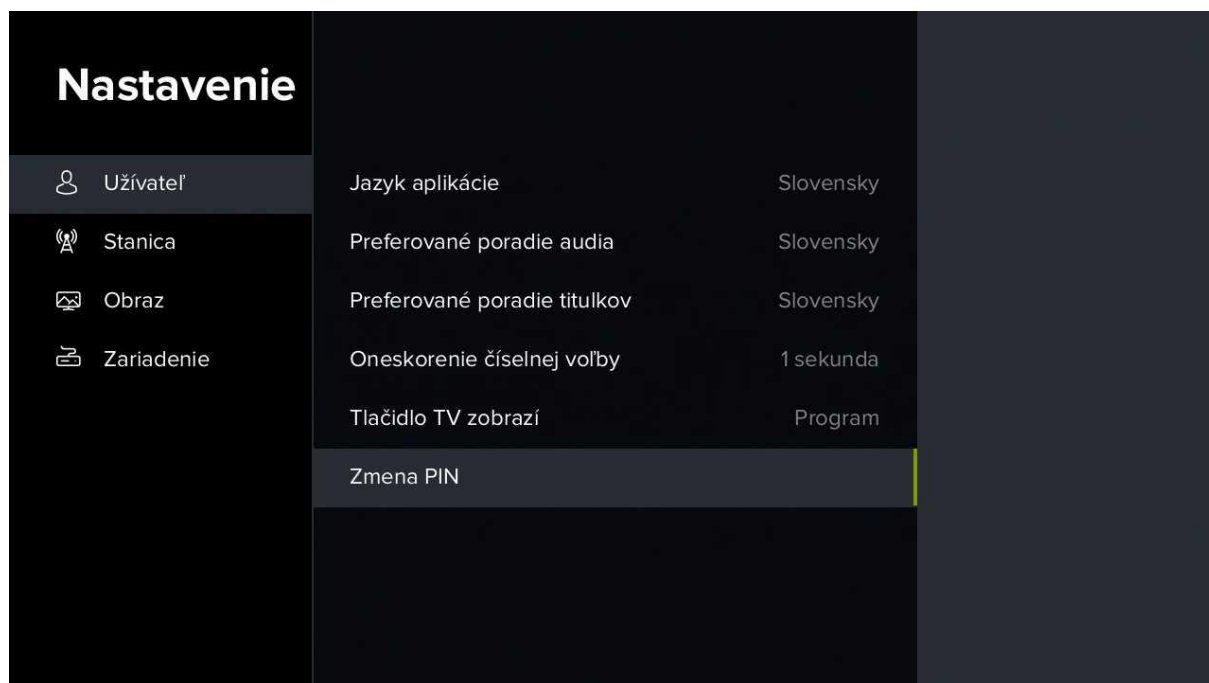 Nastavenie
Užívateľ
Stanica
Obraz
Zariadenie
Jazyk aplikácie Slovensky
Preferované poradie audia Slovensky
Preferované poradie titulkov Slovensky
Oneskorenie číselnej voľby 1 sekunda
Tlačidlo TV zobrazí Program
Zmena PIN